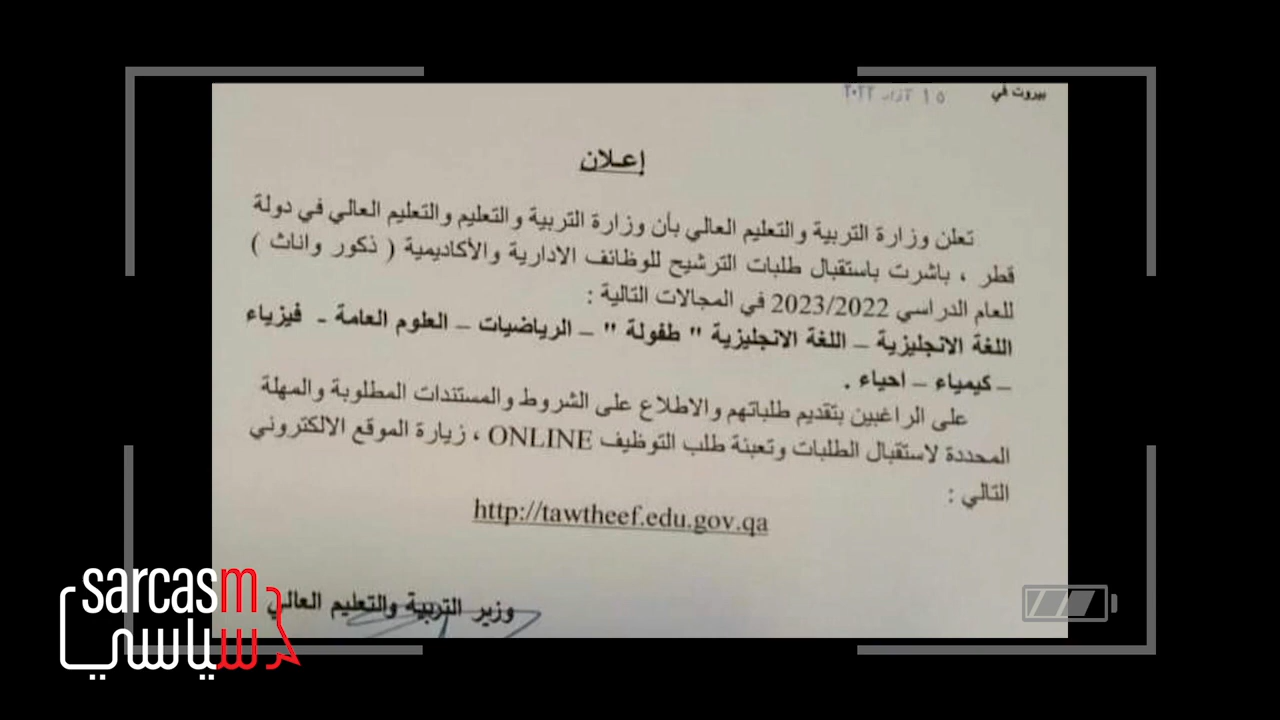 بيروت في ١٥ آذار ٢٠٢٢
إعلان
تعلن وزارة التربية والتعليم العالي بأن وزارة التربية والتعليم والتعليم العالي في دولة
قطر ، باشرت باستقبال طلبات الترشيح للوظائف الادارية والأكاديمية ( ذكور واناث )
للعام الدراسي 2023/2022 في المجالات التالية :
اللغة الانجليزية – اللغة الانجليزية " طفولة " – الرياضيات – العلوم العامة - فيزياء
– كيمياء – احياء .
على الراغبين بتقديم طلباتهم والاطلاع على الشروط والمستندات المطلوبة والمهلة
المحددة لاستقبال الطلبات وتعبئة طلب التوظيف ONLINE ، زيارة الموقع الالكتروني
التالي :
http://tawtheef.edu.gov.qa
وزير التربية والتعليم العالي
sarcasm
سياسي